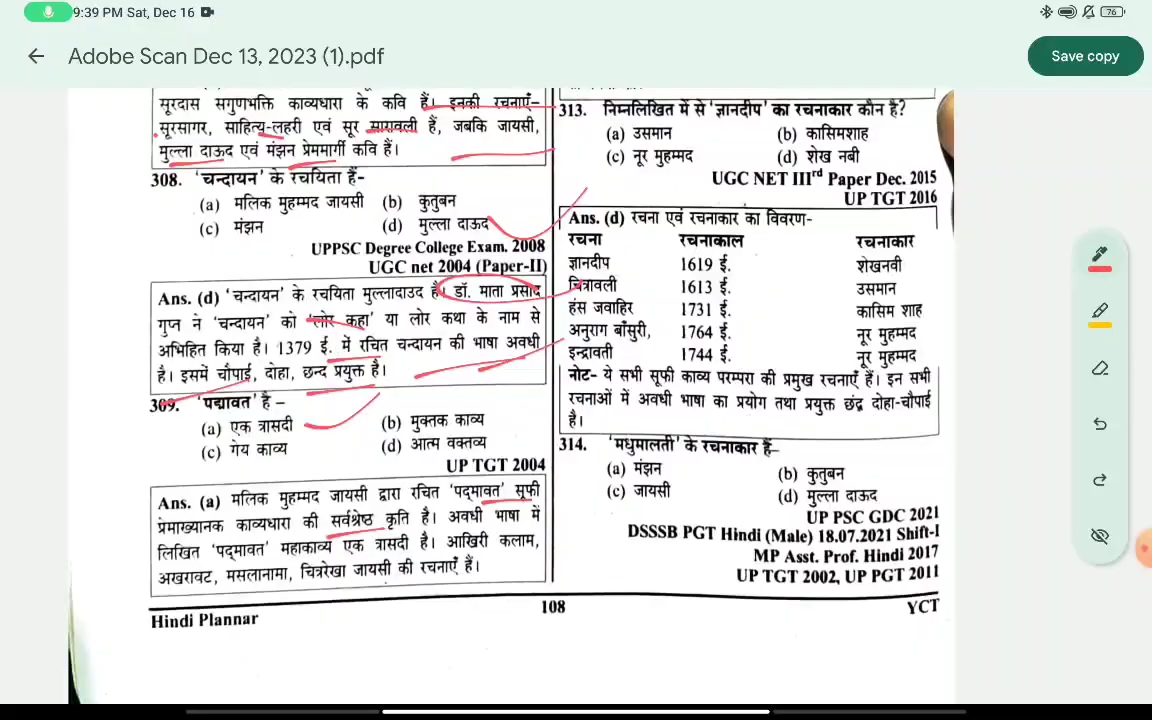 9:39 PM Sat, Dec 16
76
Adobe Scan Dec 13, 2023 (1).pdf
Save copy
सूरदास सगुणभक्ति काव्यधारा के कवि हैं। इनकी रचनाएँ–
सूरसागर, साहित्य-लहरी एवं सूर सारावली हैं, जबकि जायसी,
मुल्ला दाऊद एवं मंझन प्रेममार्गी कवि हैं।
308. 'चन्दायन' के रचयिता हैं–
(a) मलिक मुहम्मद जायसी (b) कुतुबन
(c) मंझन (d) मुल्ला दाऊद
UPPSC Degree College Exam. 2008
UGC net 2004 (Paper-II)
Ans. (d) 'चन्दायन' के रचयिता मुल्लादाउद हैं। डॉ. माता प्रसाद
गुप्त ने 'चन्दायन' को 'लोर कहा' या लोर कथा के नाम से
अभिहित किया है। 1379 ई. में रचित चन्दायन की भाषा अवधी
है। इसमें चौपाई, दोहा, छन्द प्रयुक्त है।
309. 'पद्मावत' है –
(a) एक त्रासदी (b) मुक्तक काव्य
(c) गेय काव्य (d) आत्म वक्तव्य
UP TGT 2004
Ans. (a) मलिक मुहम्मद जायसी द्वारा रचित 'पद्मावत' सूफी
प्रेमाख्यानक काव्यधारा की सर्वश्रेष्ठ कृति है। अवधी भाषा में
लिखित 'पद्मावत' महाकाव्य एक त्रासदी है। आखिरी कलाम,
अखरावट, मसलानामा, चित्ररेखा जायसी की रचनाएँ हैं।
313. निम्नलिखित में से 'ज्ञानदीप' का रचनाकार कौन है?
(a) उसमान (b) कासिमशाह
(c) नूर मुहम्मद (d) शेख नबी
UGC NET IIIrd Paper Dec. 2015
UP TGT 2016
Ans. (d) रचना एवं रचनाकार का विवरण-
रचना रचनाकाल रचनाकार
ज्ञानदीप 1619 ई. शेखनवी
चित्रावली 1613 ई. उसमान
हंस जवाहिर 1731 ई. कासिम शाह
अनुराग बाँसुरी, 1764 ई. नूर मुहम्मद
इन्द्रावती 1744 ई. नूर मुहम्मद
नोट- ये सभी सूफी काव्य परम्परा की प्रमुख रचनाएँ हैं। इन सभी
रचनाओं में अवधी भाषा का प्रयोग तथा प्रयुक्त छंद दोहा-चौपाई
है।
314. 'मधुमालती' के रचनाकार हैं–
(a) मंझन (b) कुतुबन
(c) जायसी (d) मुल्ला दाऊद
UP PSC GDC 2021
DSSSB PGT Hindi (Male) 18.07.2021 Shift-I
MP Asst. Prof. Hindi 2017
UP TGT 2002, UP PGT 2011
Hindi Plannar 108 YCT